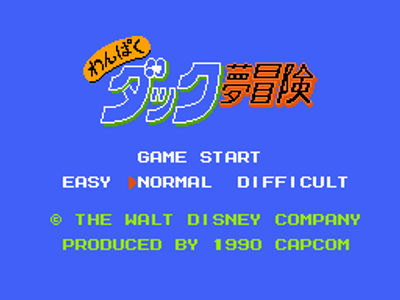 わんぱく
ダック夢冒険
GAME START
EASY NORMAL DIFFICULT
© THE WALT DISNEY COMPANY
PRODUCED BY 1990 CAPCOM